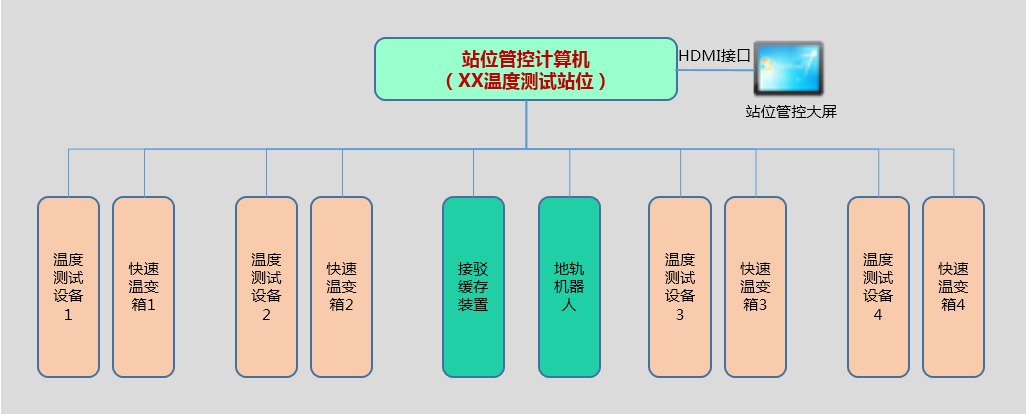 站位管控计算机
（XX温度测试站位）
HDMI接口
站位管控大屏
温度
测试
设备
1
快速
温变
箱1
温度
测试
设备
2
快速
温变
箱2
接驳
缓存
装置
地轨
机器
人
温度
测试
设备
3
快速
温变
箱3
温度
测试
设备
4
快速
温变
箱4